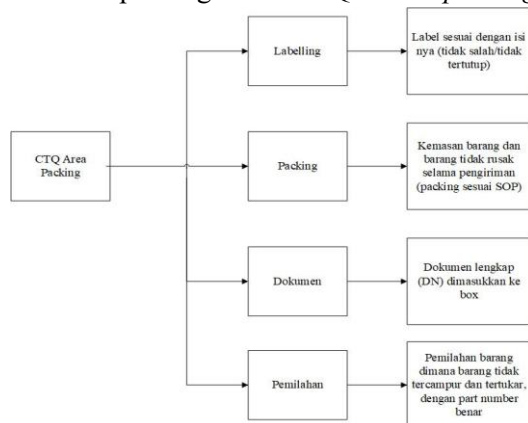 Labelling
Label sesuai dengan isi
nya (tidak salah/tidak
tertutup)
CTQ Area
Packing
Packing
Kemasan barang dan
barang tidak rusak
selama pengiriman
(packing sesuai SOP)
Dokumen
Dokumen lengkap
(DN) dimasukkan ke
box
Pemilahan
Pemilahan barang
dimana barang tidak
tercampur dan tertukar,
dengan part number
benar